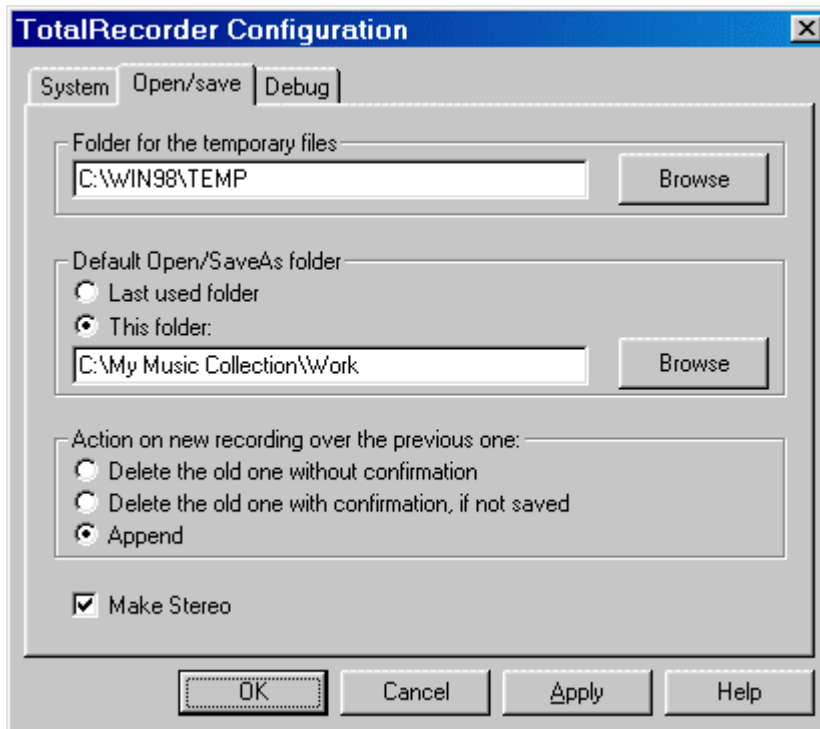 TotalRecorder Configuration
System Open/save Debug
Folder for the temporary files
C:\WIN98\TEMP Browse
Default Open/SaveAs folder
Last used folder
This folder:
C:\My Music Collection\Work Browse
Action on new recording over the previous one:
Delete the old one without confirmation
Delete the old one with confirmation, if not saved
Append
Make Stereo
OK Cancel Apply Help